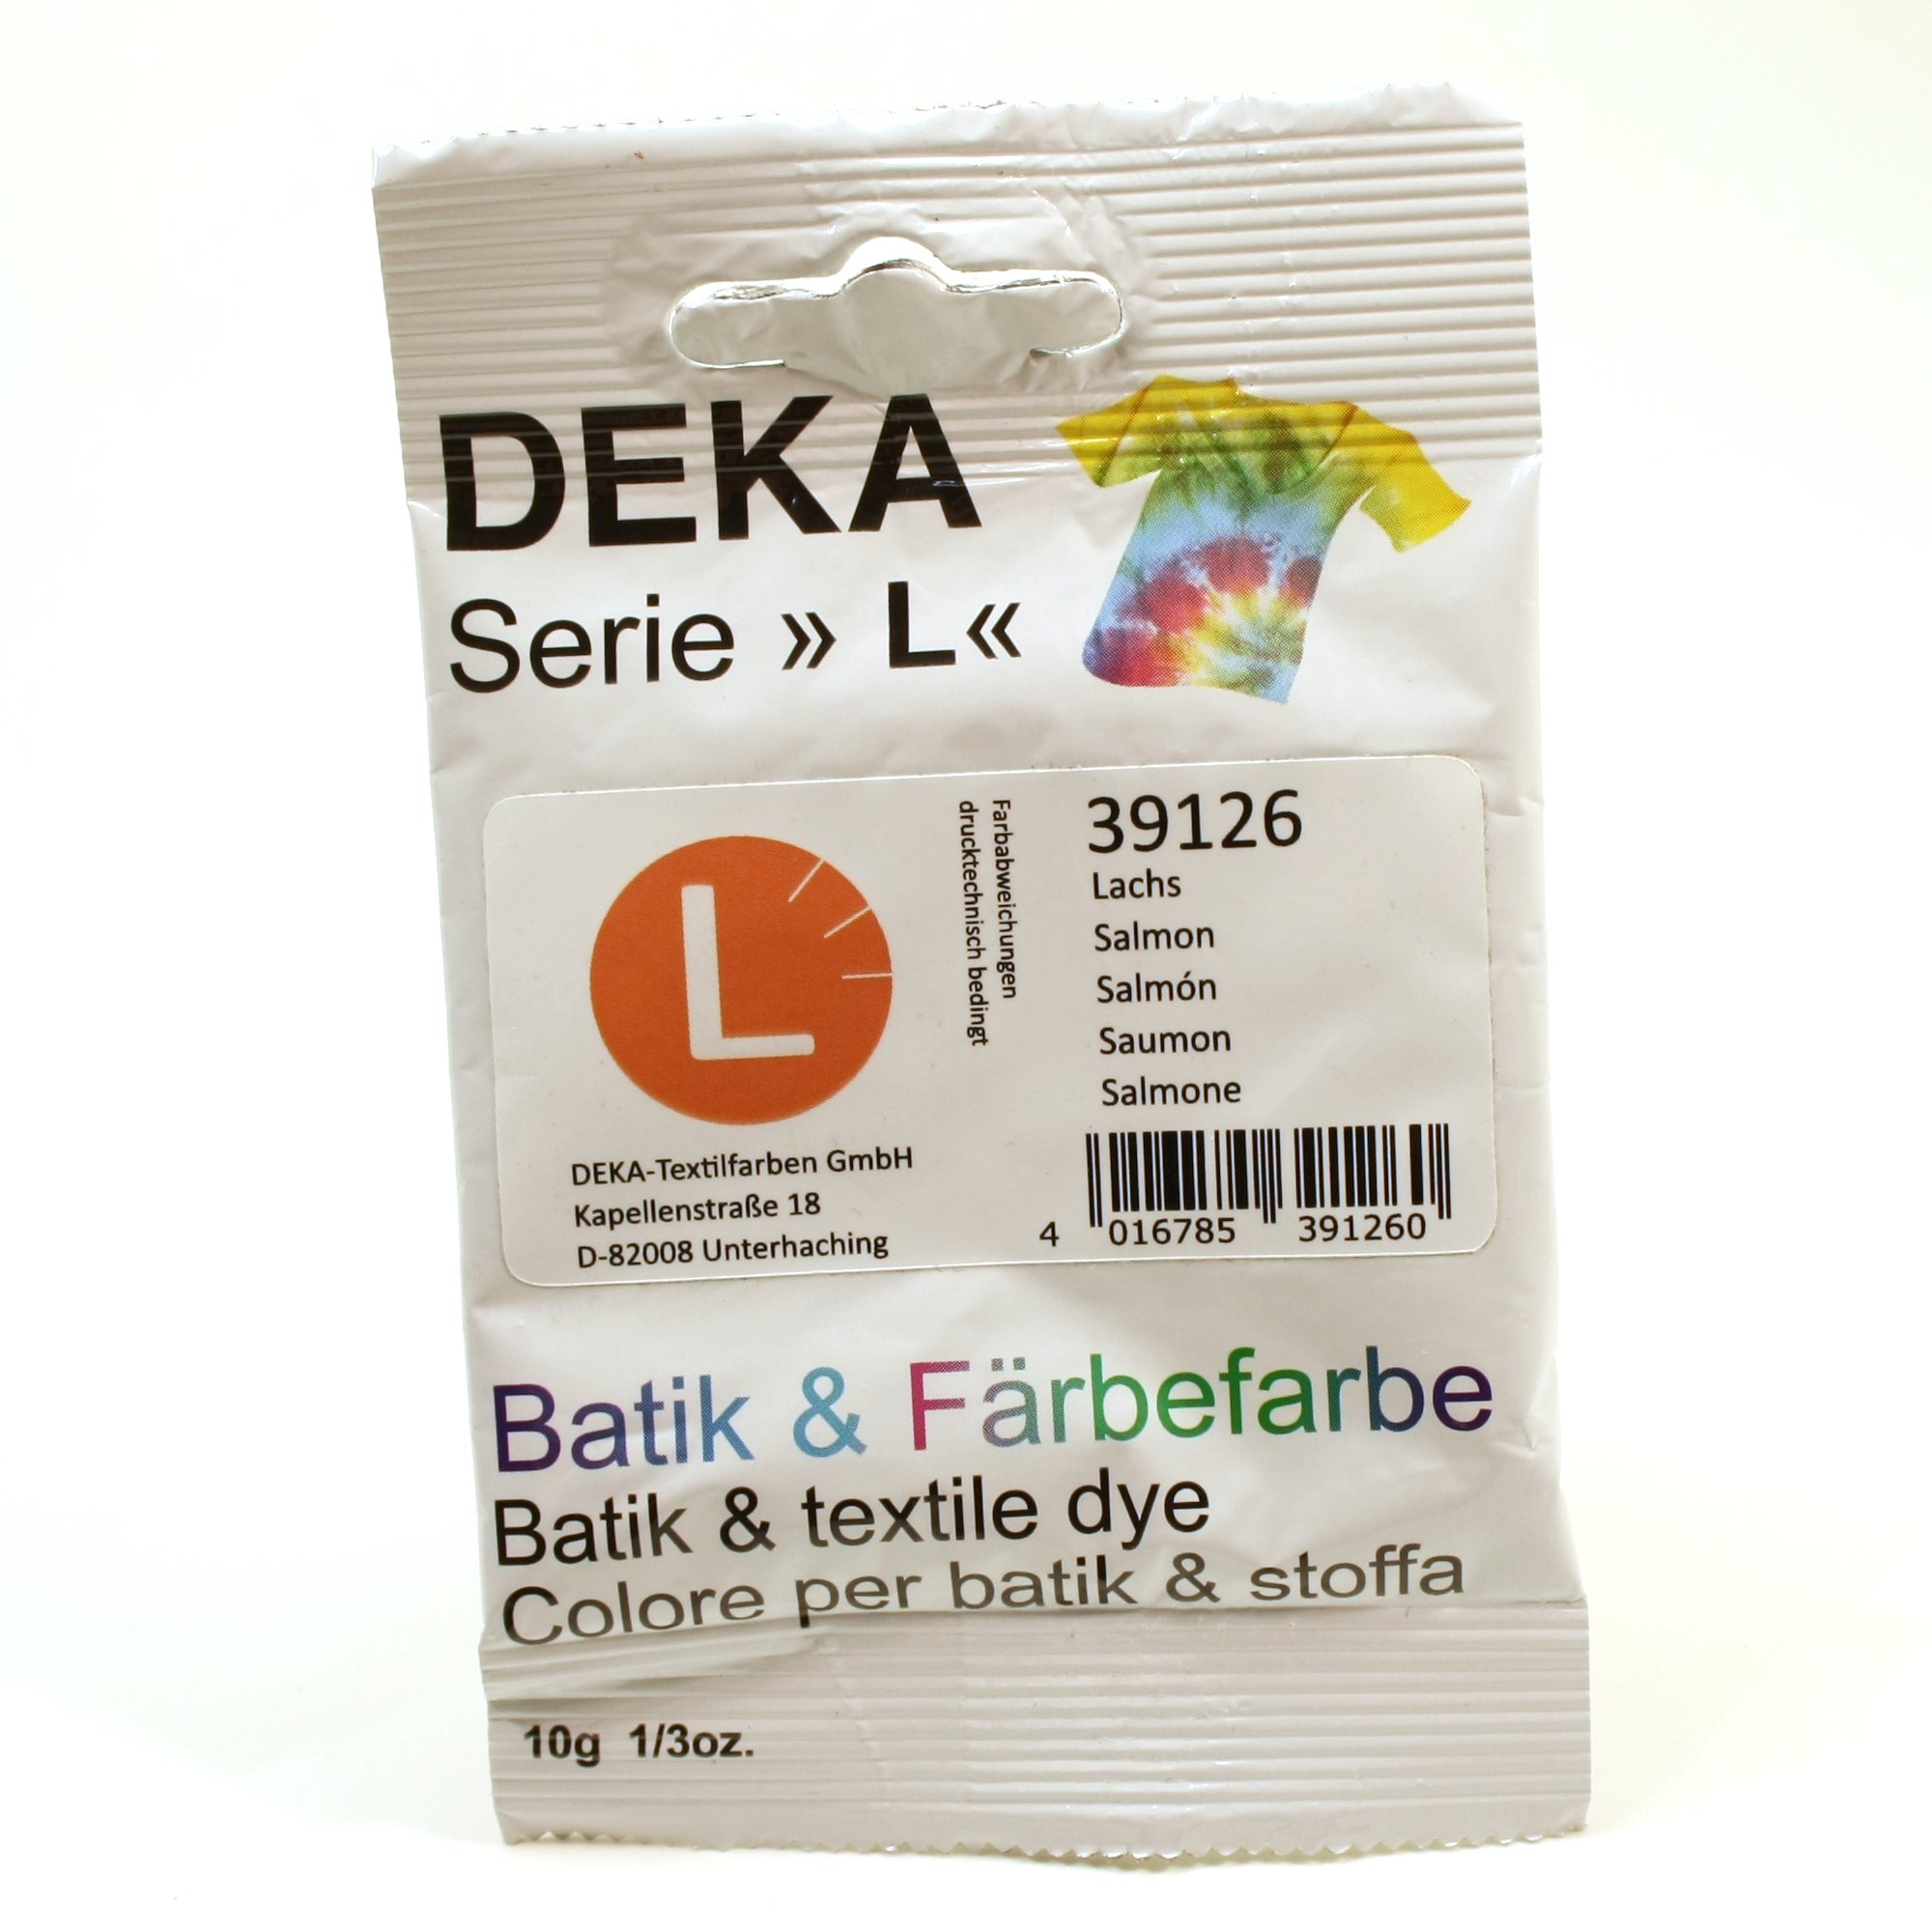 DEKA
Serie » L«
L
Farbabweichungen
drucktechnisch bedingt
39126
Lachs
Salmon
Salmón
Saumon
Salmone
DEKA-Textilfarben GmbH
Kapellenstraße 18
D-82008 Unterhaching
4 016785 391260
Batik & Färbefarbe
Batik & textile dye
Colore per batik & stoffa
10g 1/3oz.